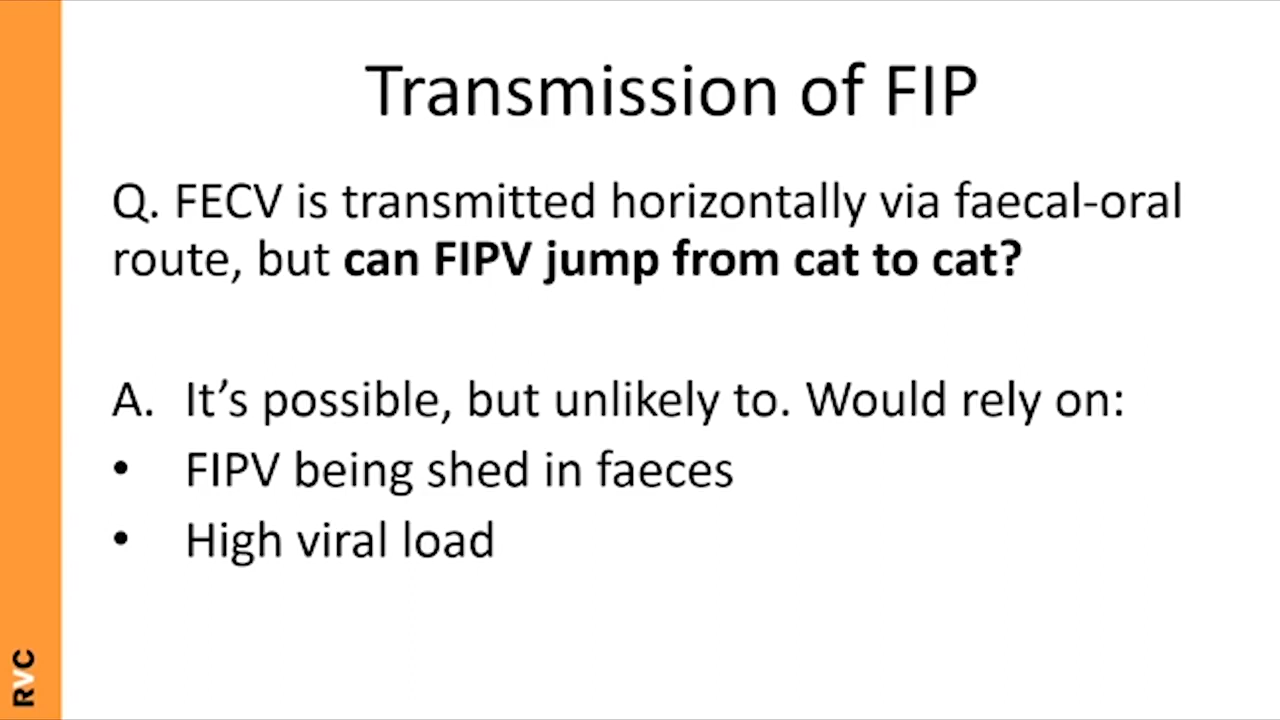 Transmission of FIP
Q. FECV is transmitted horizontally via faecal-oral
route, but can FIPV jump from cat to cat?
A. It's possible, but unlikely to. Would rely on:
• FIPV being shed in faeces
• High viral load
RVC